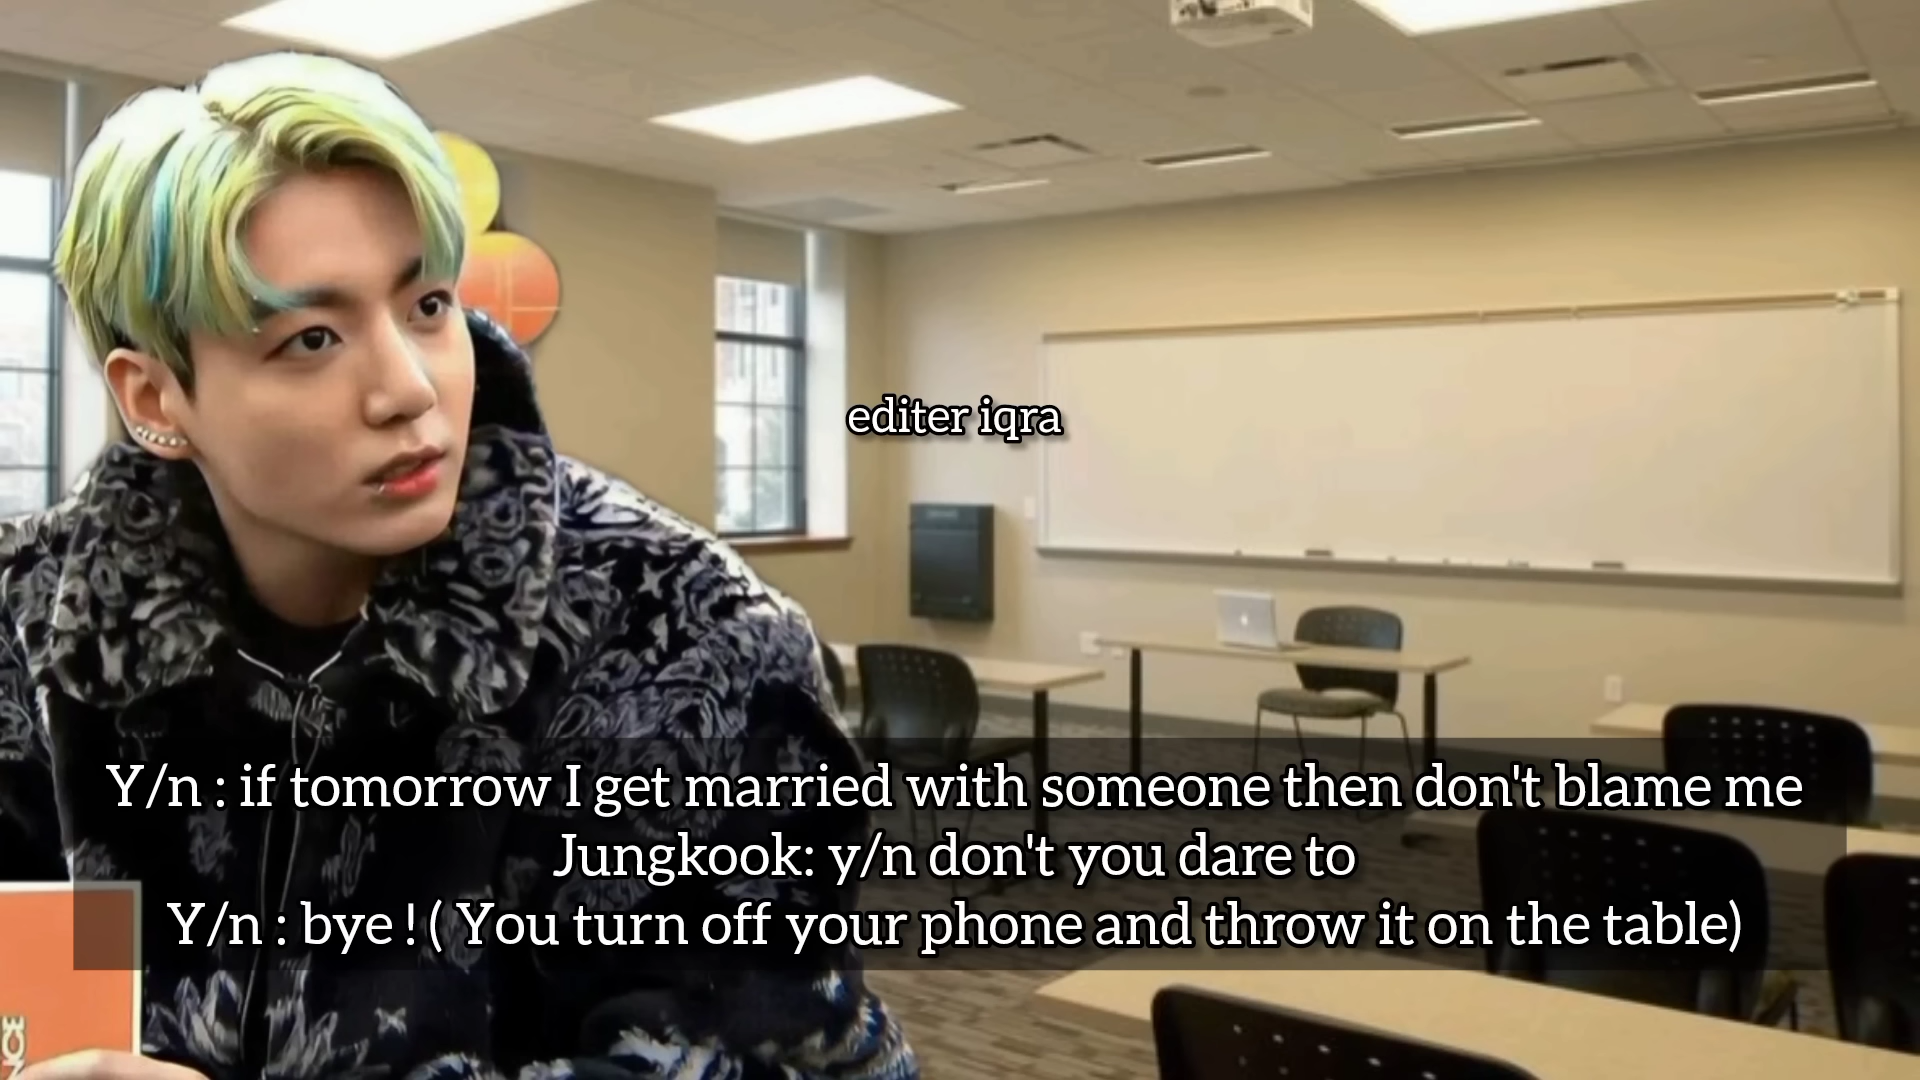 editer iqra
Y/n : if tomorrow I get married with someone then don't blame me
Jungkook: y/n don't you dare to
Y/n : bye ! ( You turn off your phone and throw it on the table)
NCE